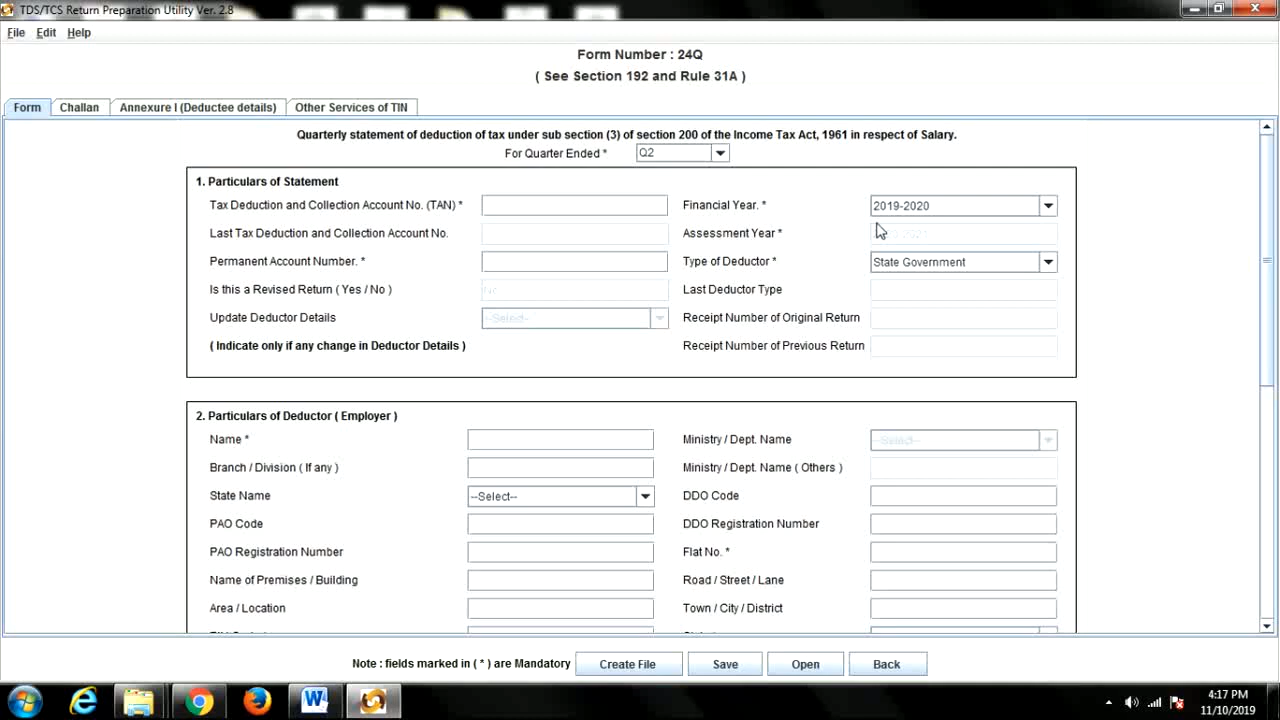 TDS/TCS Return Preparation Utility Ver. 2.8
File Edit Help
Form Number : 24Q
( See Section 192 and Rule 31A )
Form Challan Annexure I (Deductee details) Other Services of TIN
Quarterly statement of deduction of tax under sub section (3) of section 200 of the Income Tax Act, 1961 in respect of Salary.
For Quarter Ended * Q2
1. Particulars of Statement
Tax Deduction and Collection Account No. (TAN) * Financial Year. * 2019-2020
Last Tax Deduction and Collection Account No. Assessment Year *
Permanent Account Number. * Type of Deductor * State Government
Is this a Revised Return ( Yes / No ) No Last Deductor Type
Update Deductor Details --Select-- Receipt Number of Original Return
( Indicate only if any change in Deductor Details ) Receipt Number of Previous Return
2. Particulars of Deductor ( Employer )
Name * Ministry / Dept. Name --Select--
Branch / Division ( If any ) Ministry / Dept. Name ( Others )
State Name --Select-- DDO Code
PAO Code DDO Registration Number
PAO Registration Number Flat No. *
Name of Premises / Building Road / Street / Lane
Area / Location Town / City / District
Note : fields marked in ( * ) are Mandatory Create File Save Open Back
4:17 PM
11/10/2019